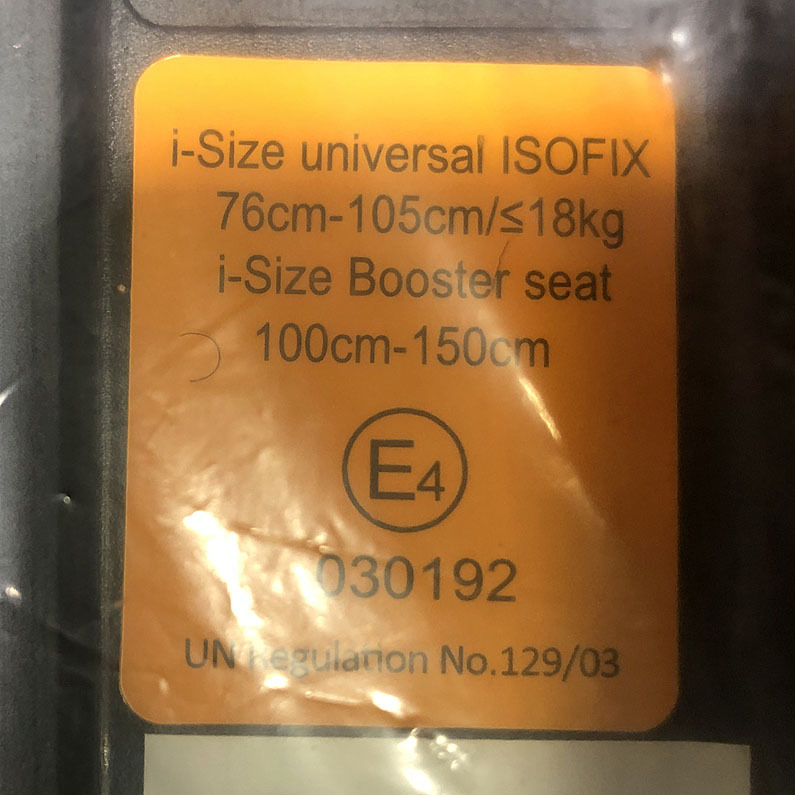 i-Size universal ISOFIX
76cm-105cm/≤18kg
i-Size Booster seat
100cm-150cm
E4
030192
UN Regulation No.129/03